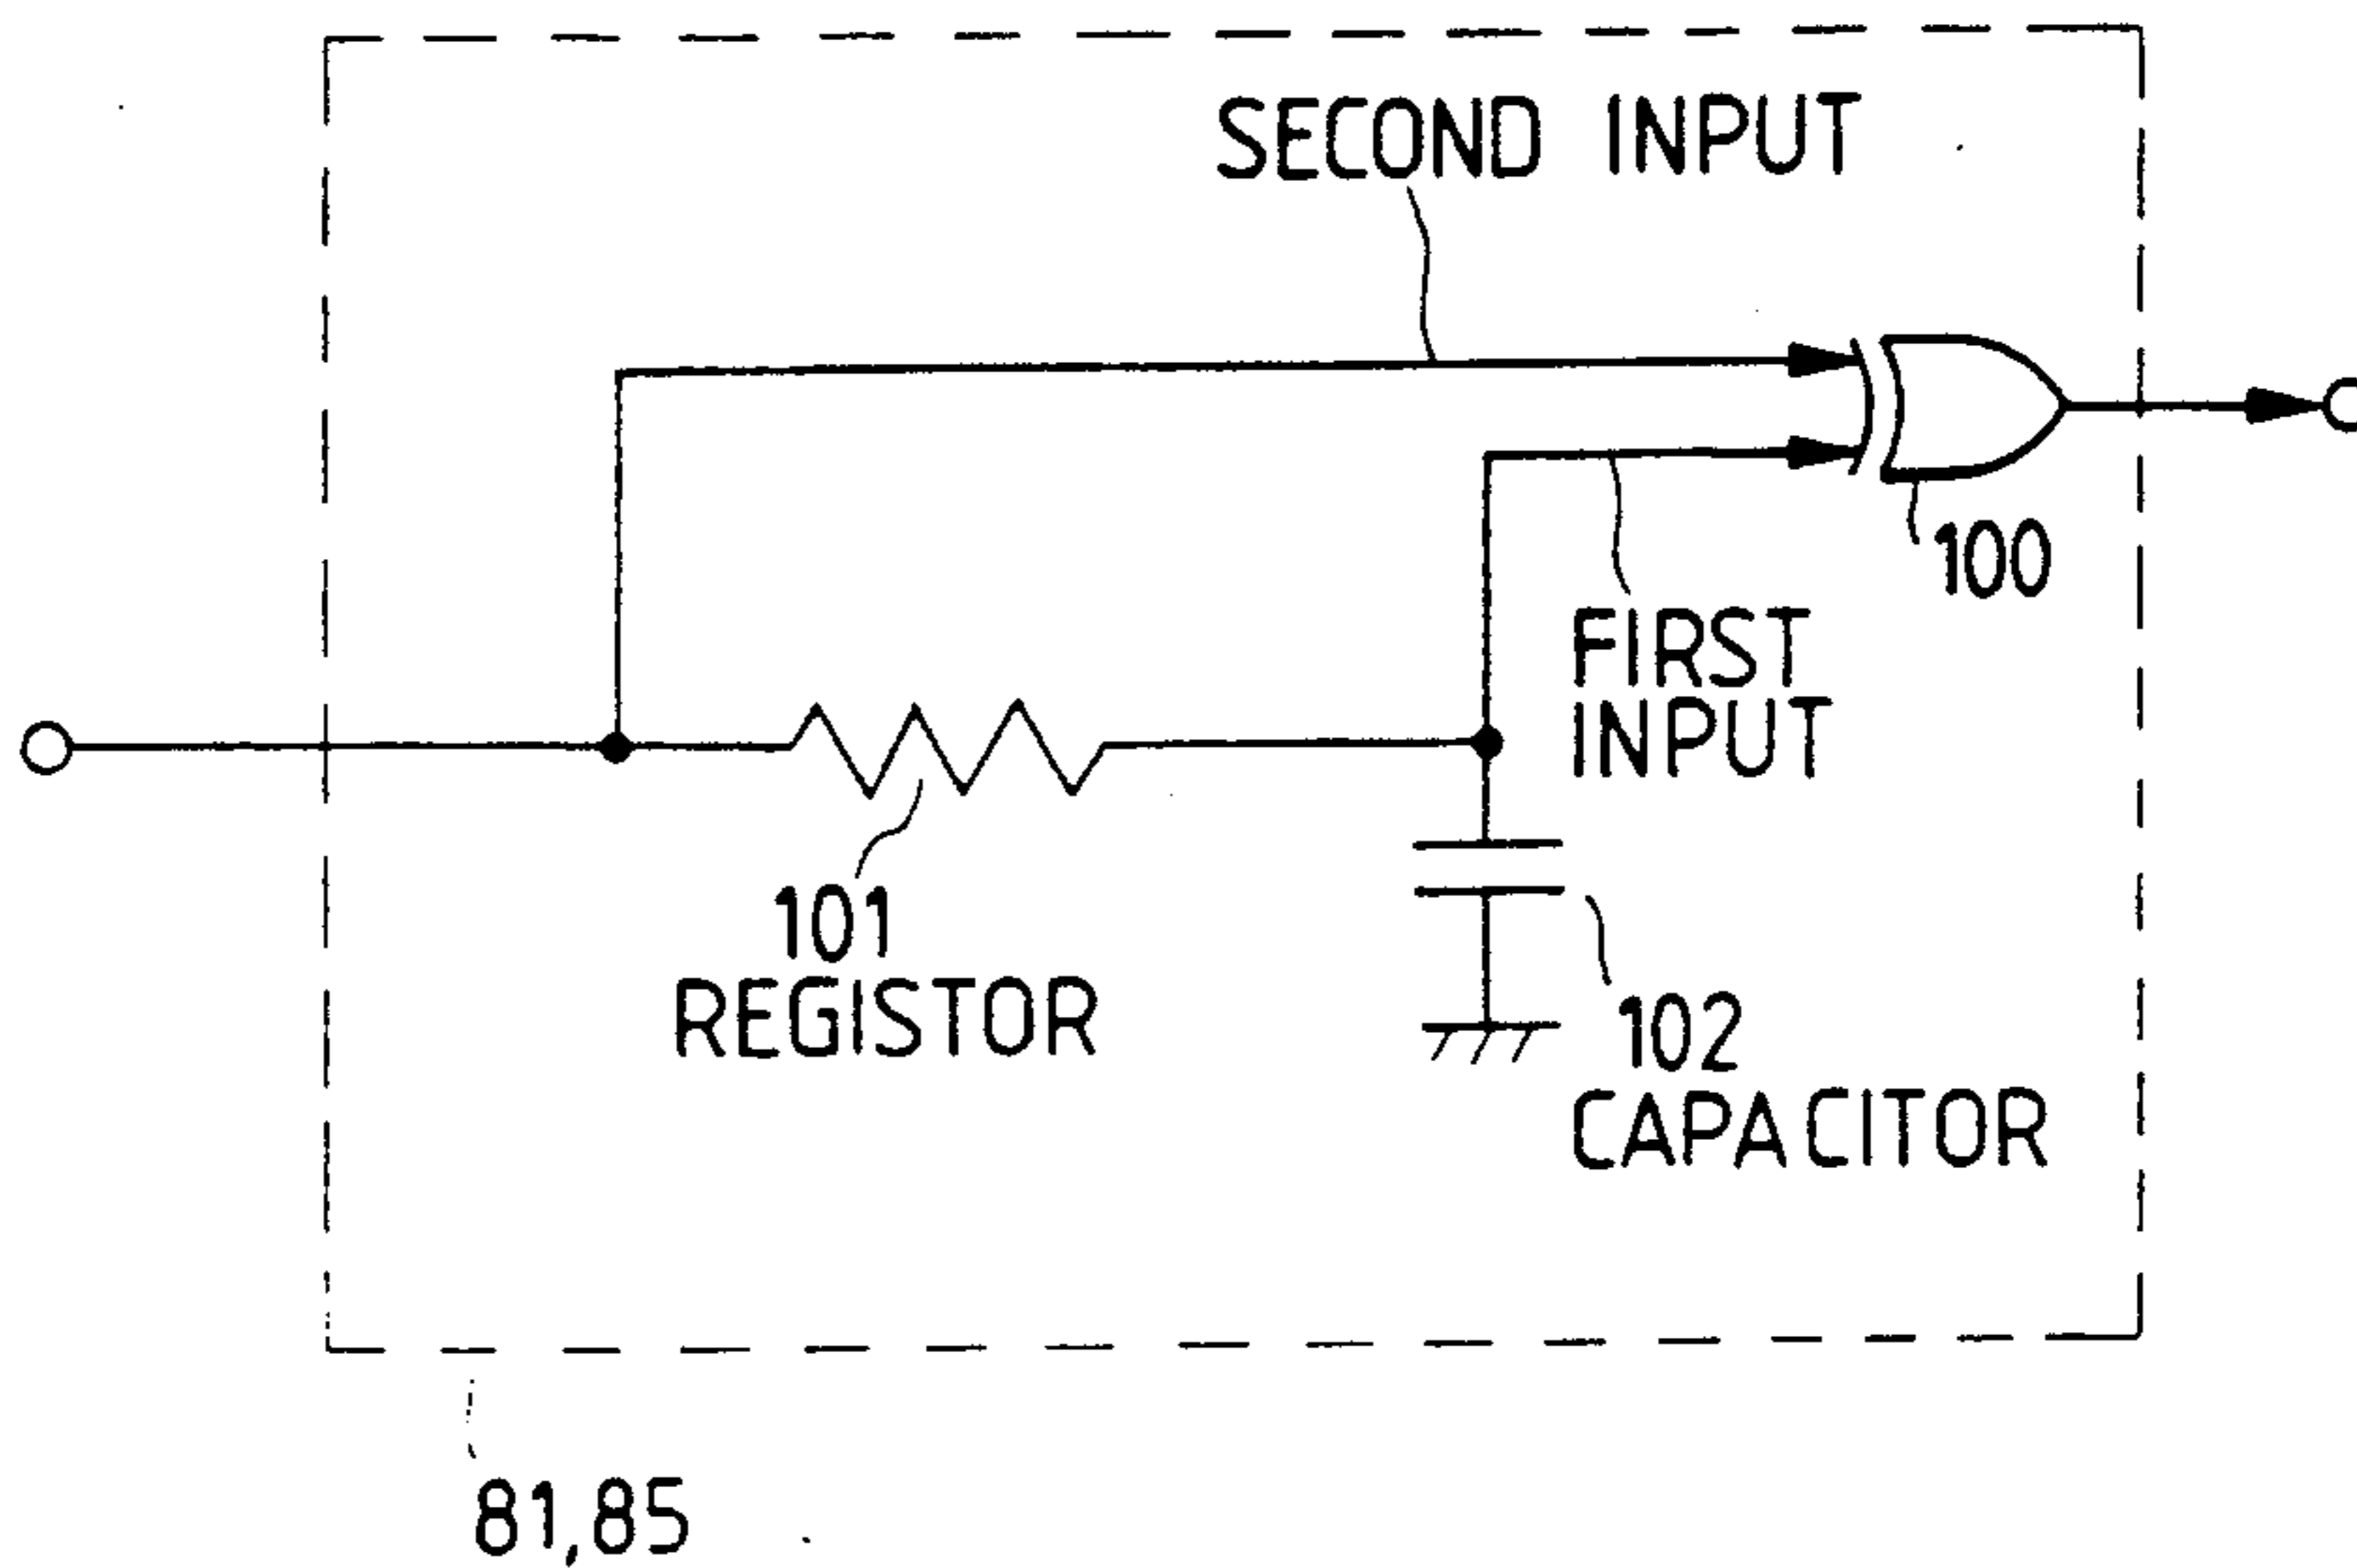 SECOND INPUT
100
FIRST
INPUT
101
REGISTOR
102
CAPACITOR
81,85